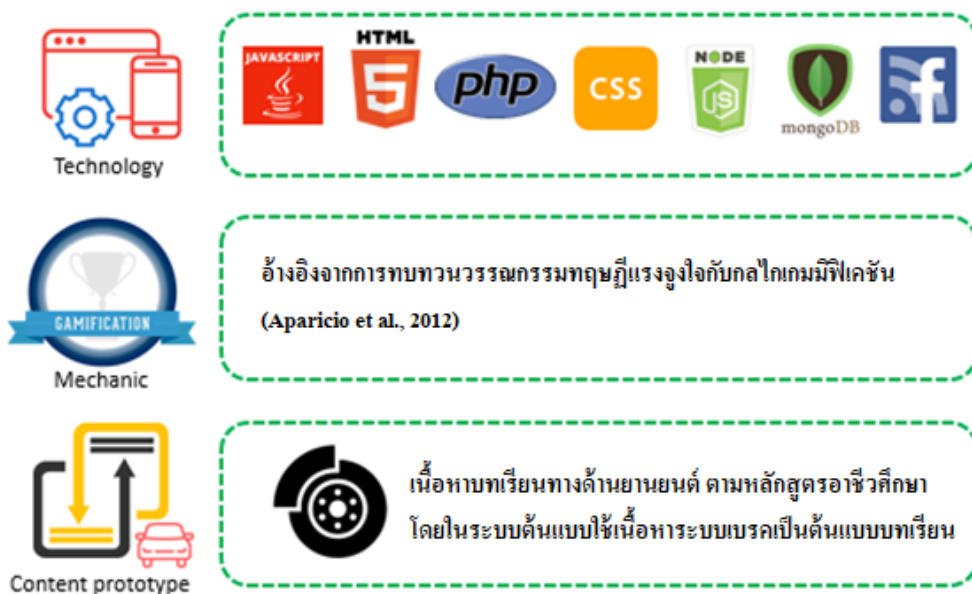 JAVASCRIPT
HTML
5
php
CSS
NODE
JS
mongoDB
f
Technology
อ้างอิงจากการทบทวนวรรณกรรมทฤษฎีแรงจูงใจกับกลไกเกมมิฟิเคชัน
(Aparicio et al., 2012)
GAMIFICATION
Mechanic
เนื้อหาบทเรียนทางด้านยานยนต์ ตามหลักสูตรอาชีวศึกษา
โดยในระบบต้นแบบใช้เนื้อหาระบบเบรคเป็นต้นแบบบทเรียน
Content prototype